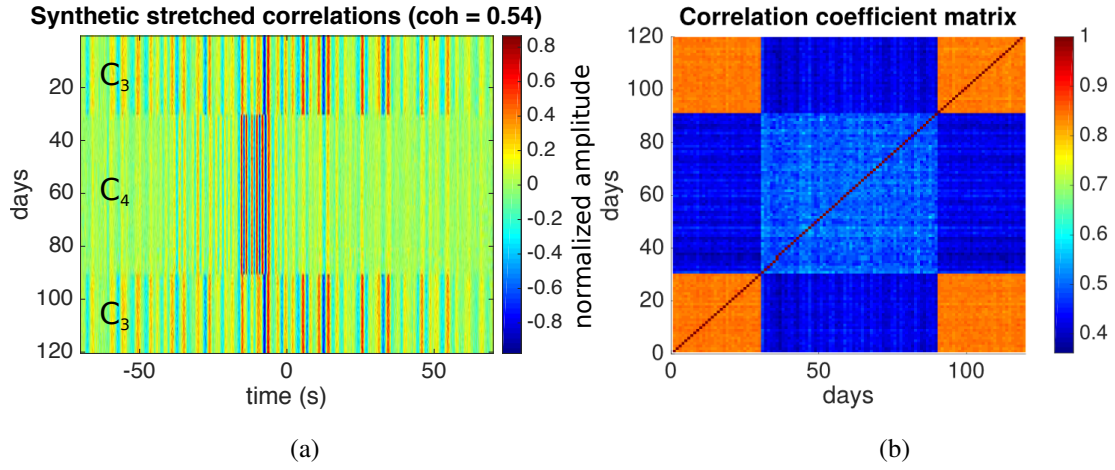 Synthetic stretched correlations (coh = 0.54)
C3
C4
C3
20
40
60
80
100
120
days
-50
0
50
time (s)
0.8
0.6
0.4
0.2
0
-0.2
-0.4
-0.6
-0.8
normalized amplitude
(a)
Correlation coefficient matrix
120
100
80
60
40
20
0
days
0
50
100
days
1
0.9
0.8
0.7
0.6
0.5
0.4
(b)